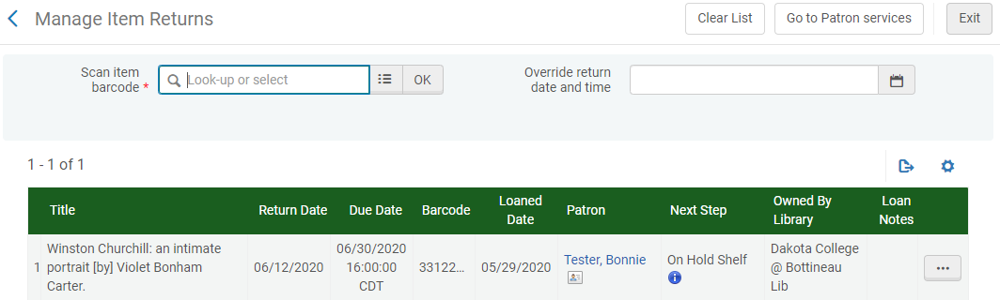 Manage Item Returns
Clear List
Go to Patron services
Exit
Scan item
barcode *
Look-up or select
OK
Override return
date and time
1 - 1 of 1
Title
Return Date
Due Date
Barcode
Loaned
Date
Patron
Next Step
Owned By
Library
Loan
Notes
1
Winston Churchill: an intimate
portrait [by] Violet Bonham
Carter.
06/12/2020
06/30/2020
16:00:00
CDT
33122...
05/29/2020
Tester, Bonnie
On Hold Shelf
Dakota College
@ Bottineau
Lib
...